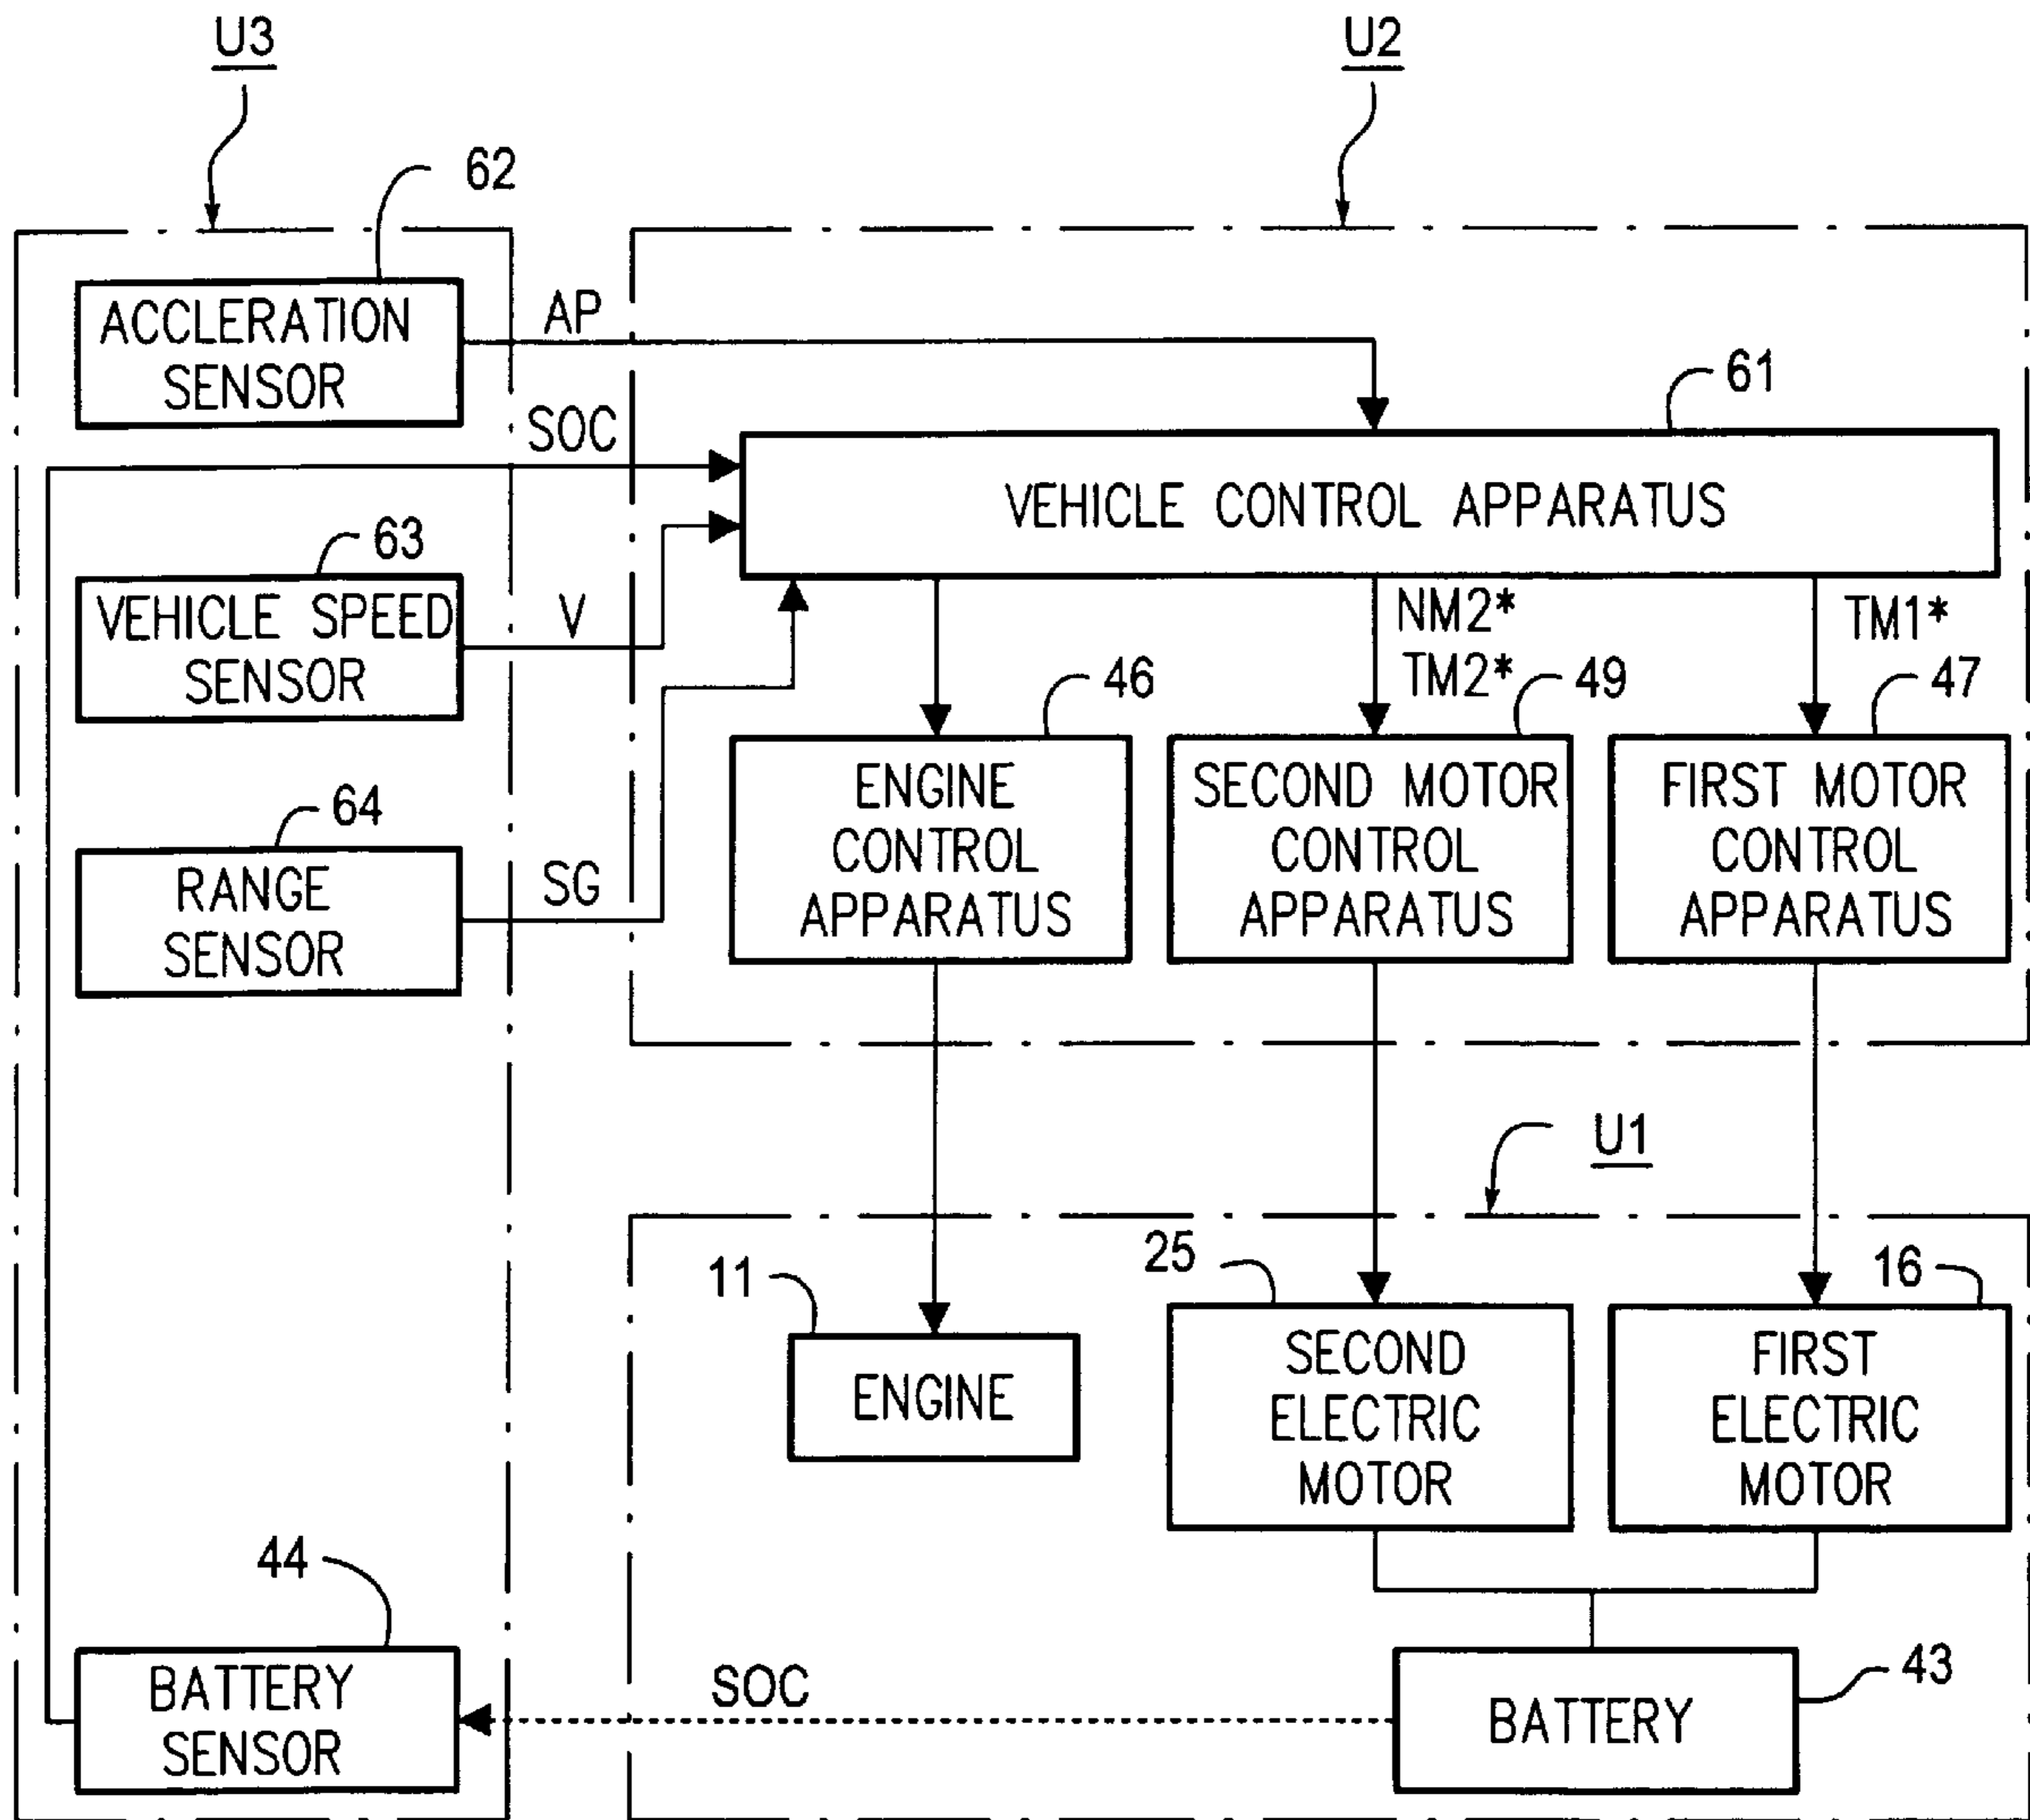 U3
U2
62
ACCLERATION
SENSOR
AP
61
SOC
VEHICLE CONTROL APPARATUS
63
VEHICLE SPEED
SENSOR
V
NM2*
TM2*
TM1*
46
49
47
64
RANGE
SENSOR
SG
ENGINE
CONTROL
APPARATUS
SECOND MOTOR
CONTROL
APPARATUS
FIRST MOTOR
CONTROL
APPARATUS
U1
11
25
16
ENGINE
SECOND
ELECTRIC
MOTOR
FIRST
ELECTRIC
MOTOR
44
BATTERY
SENSOR
SOC
43
BATTERY